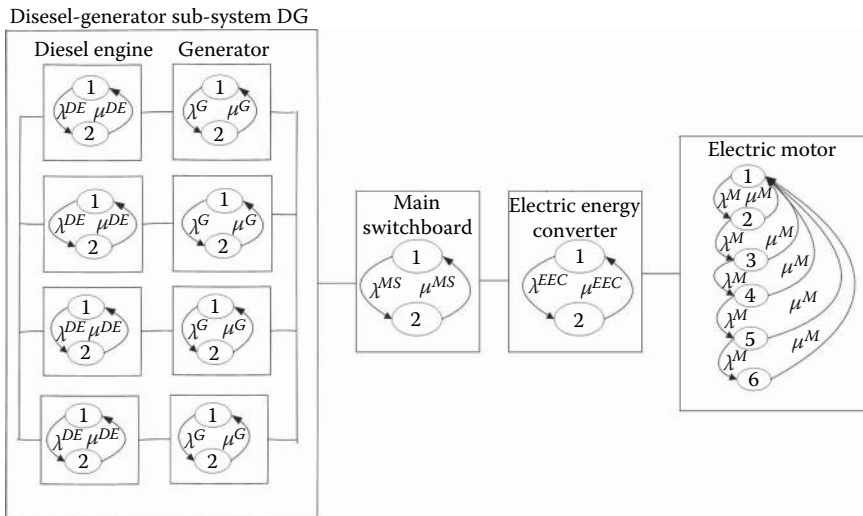 Disesel-generator sub-system DG
Diesel engine
Generator
1
λ^DE μ^DE
2
1
λ^G μ^G
2
1
λ^DE μ^DE
2
1
λ^G μ^G
2
1
λ^DE μ^DE
2
1
λ^G μ^G
2
1
λ^DE μ^DE
2
1
λ^G μ^G
2
Main
switchboard
1
λ^MS μ^MS
2
Electric energy
converter
1
λ^EEC μ^EEC
2
Electric motor
1
λ^M μ^M
2
λ^M μ^M
3
λ^M μ^M
4
λ^M μ^M
5
λ^M μ^M
6